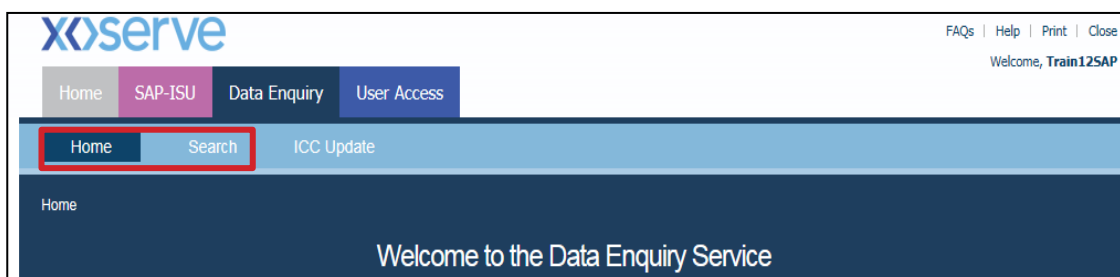 xoserve
FAQs | Help | Print | Close
Welcome, Train12SAP
Home SAP-ISU Data Enquiry User Access
Home Search ICC Update
Home
Welcome to the Data Enquiry Service